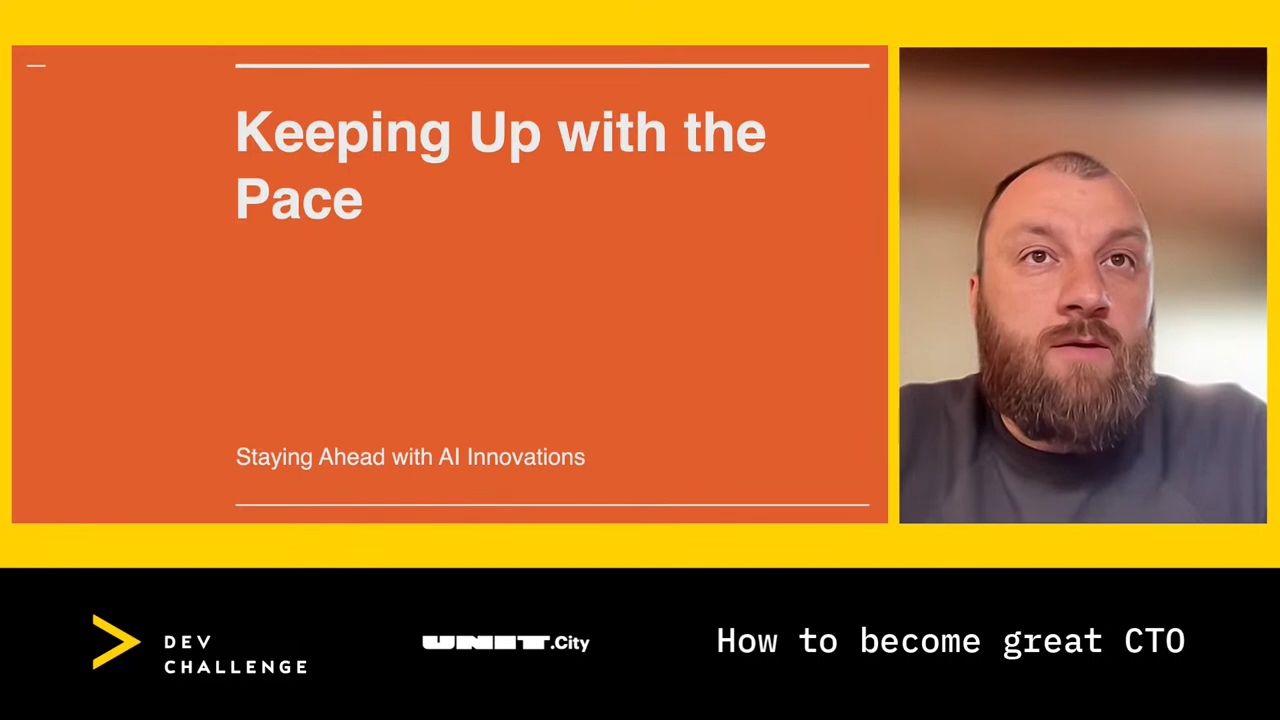 Keeping Up with the
Pace
Staying Ahead with AI Innovations
DEV
CHALLENGE
UNIT.City
How to become great CTO